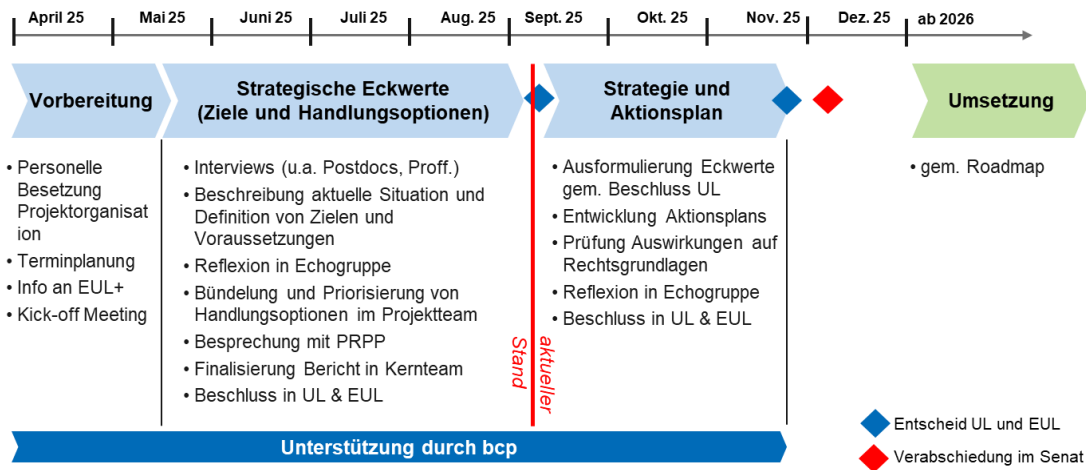 April 25
Mai 25
Juni 25
Juli 25
Aug. 25
Sept. 25
Okt. 25
Nov. 25
Dez. 25
ab 2026
Vorbereitung
Strategische Eckwerte
(Ziele und Handlungsoptionen)
Strategie und
Aktionsplan
Umsetzung
• Personelle
Besetzung
Projektorganisat
ion
• Terminplanung
• Info an EUL+
• Kick-off Meeting
• Interviews (u.a. Postdocs, Proff.)
• Beschreibung aktuelle Situation und
Definition von Zielen und
Voraussetzungen
• Reflexion in Echogruppe
• Bündelung und Priorisierung von
Handlungsoptionen im Projektteam
• Besprechung mit PRPP
• Finalisierung Bericht in Kernteam
• Beschluss in UL & EUL
aktueller
Stand
• Ausformulierung Eckwerte
gem. Beschluss UL
• Entwicklung Aktionsplans
• Prüfung Auswirkungen auf
Rechtsgrundlagen
• Reflexion in Echogruppe
• Beschluss in UL & EUL
• gem. Roadmap
Unterstützung durch bcp
Entscheid UL und EUL
Verabschiedung im Senat